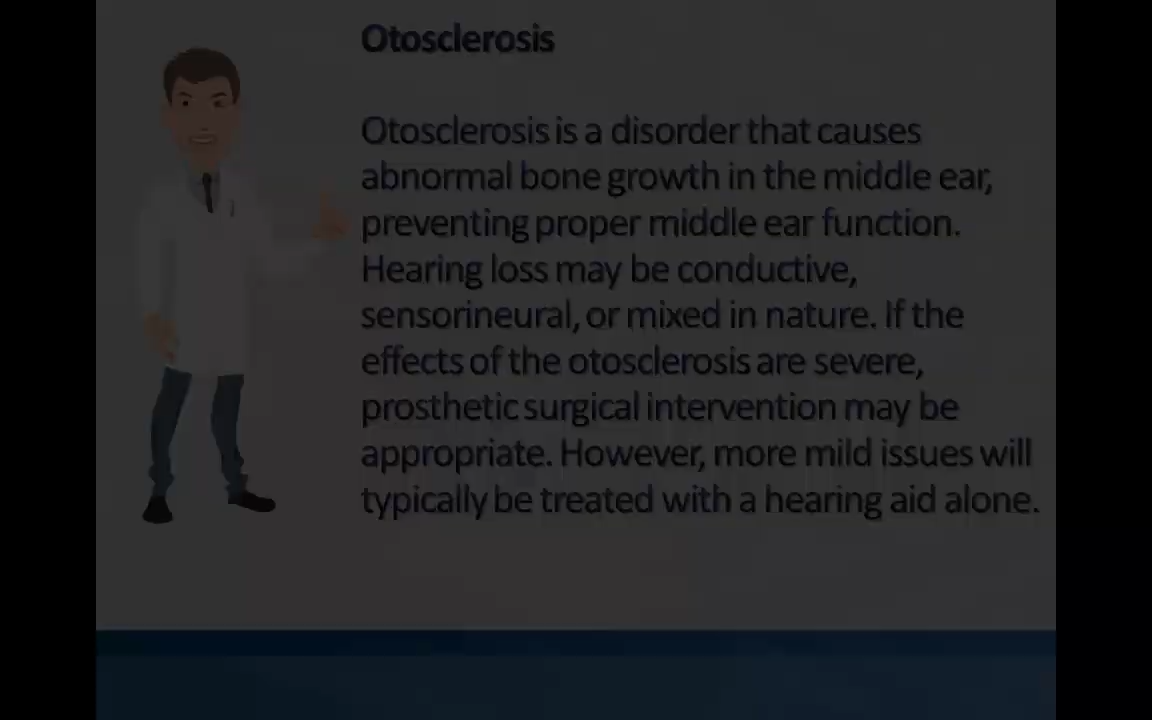 Otosclerosis
Otosclerosis is a disorder that causes
abnormal bone growth in the middle ear,
preventing proper middle ear function.
Hearing loss may be conductive,
sensorineural, or mixed in nature. If the
effects of the otosclerosis are severe,
prosthetic surgical intervention may be
appropriate. However, more mild issues will
typically be treated with a hearing aid alone.